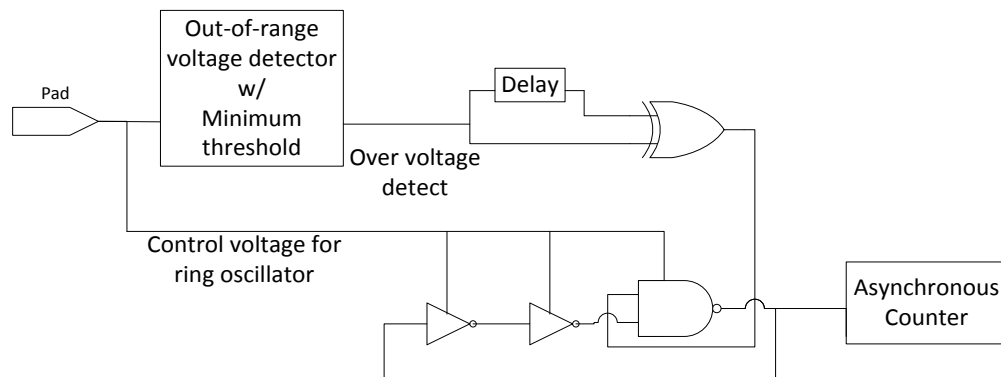 Out-of-range
voltage detector
w/
Minimum
threshold
Pad
Delay
Over voltage
detect
Control voltage for
ring oscillator
Asynchronous
Counter